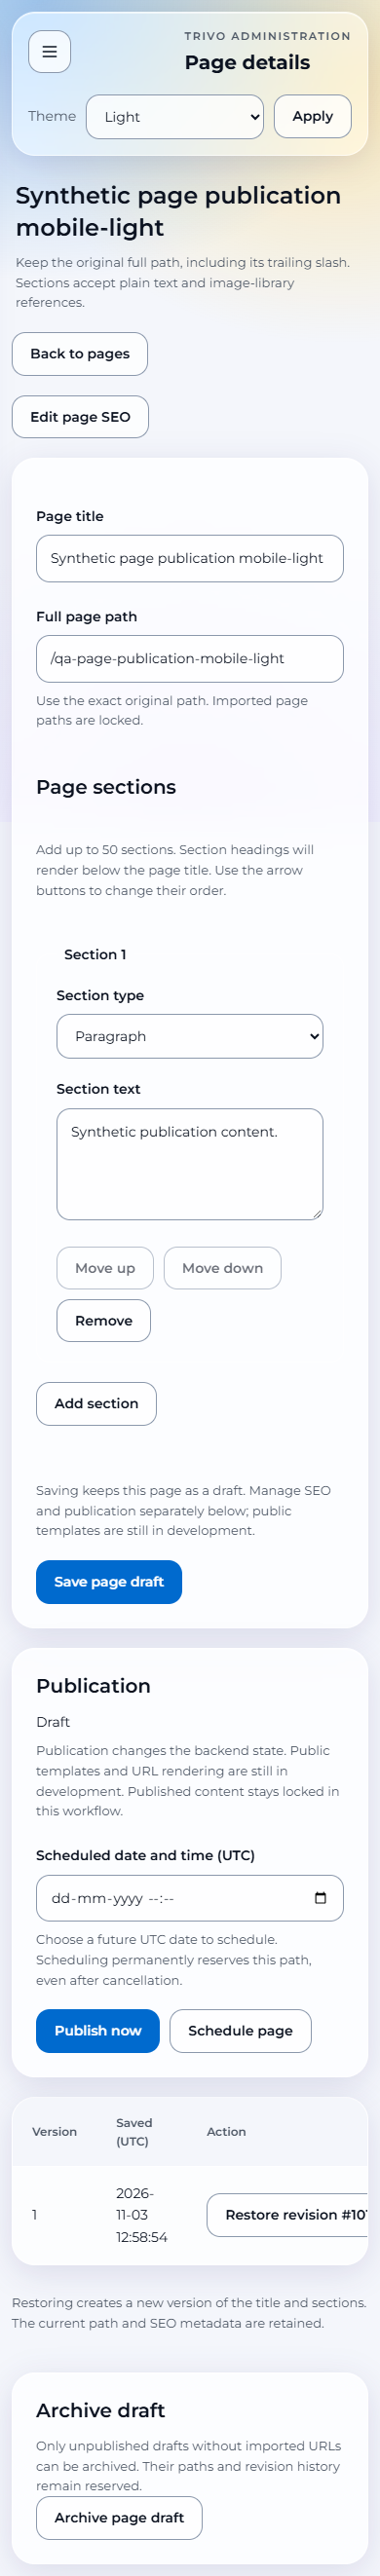 TRIVO ADMINISTRATION
Page details
Theme
Light
Apply
Synthetic page publication
mobile-light
Keep the original full path, including its trailing slash.
Sections accept plain text and image-library
references.
Back to pages
Edit page SEO
Page title
Synthetic page publication mobile-light
Full page path
/qa-page-publication-mobile-light
Use the exact original path. Imported page
paths are locked.
Page sections
Add up to 50 sections. Section headings will
render below the page title. Use the arrow
buttons to change their order.
Section 1
Section type
Paragraph
Section text
Synthetic publication content.
Move up
Move down
Remove
Add section
Saving keeps this page as a draft. Manage SEO
and publication separately below; public
templates are still in development.
Save page draft
Publication
Draft
Publication changes the backend state. Public
templates and URL rendering are still in
development. Published content stays locked in
this workflow.
Scheduled date and time (UTC)
dd-mm-yyyy --:--
Choose a future UTC date to schedule.
Scheduling permanently reserves this path,
even after cancellation.
Publish now
Schedule page
Version
Saved
(UTC)
Action
1
2026-
11-03
12:58:54
Restore revision
Restoring creates a new version of the title and sections.
The current path and SEO metadata are retained.
Archive draft
Only unpublished drafts without imported URLs
can be archived. Their paths and revision history
remain reserved.
Archive page draft